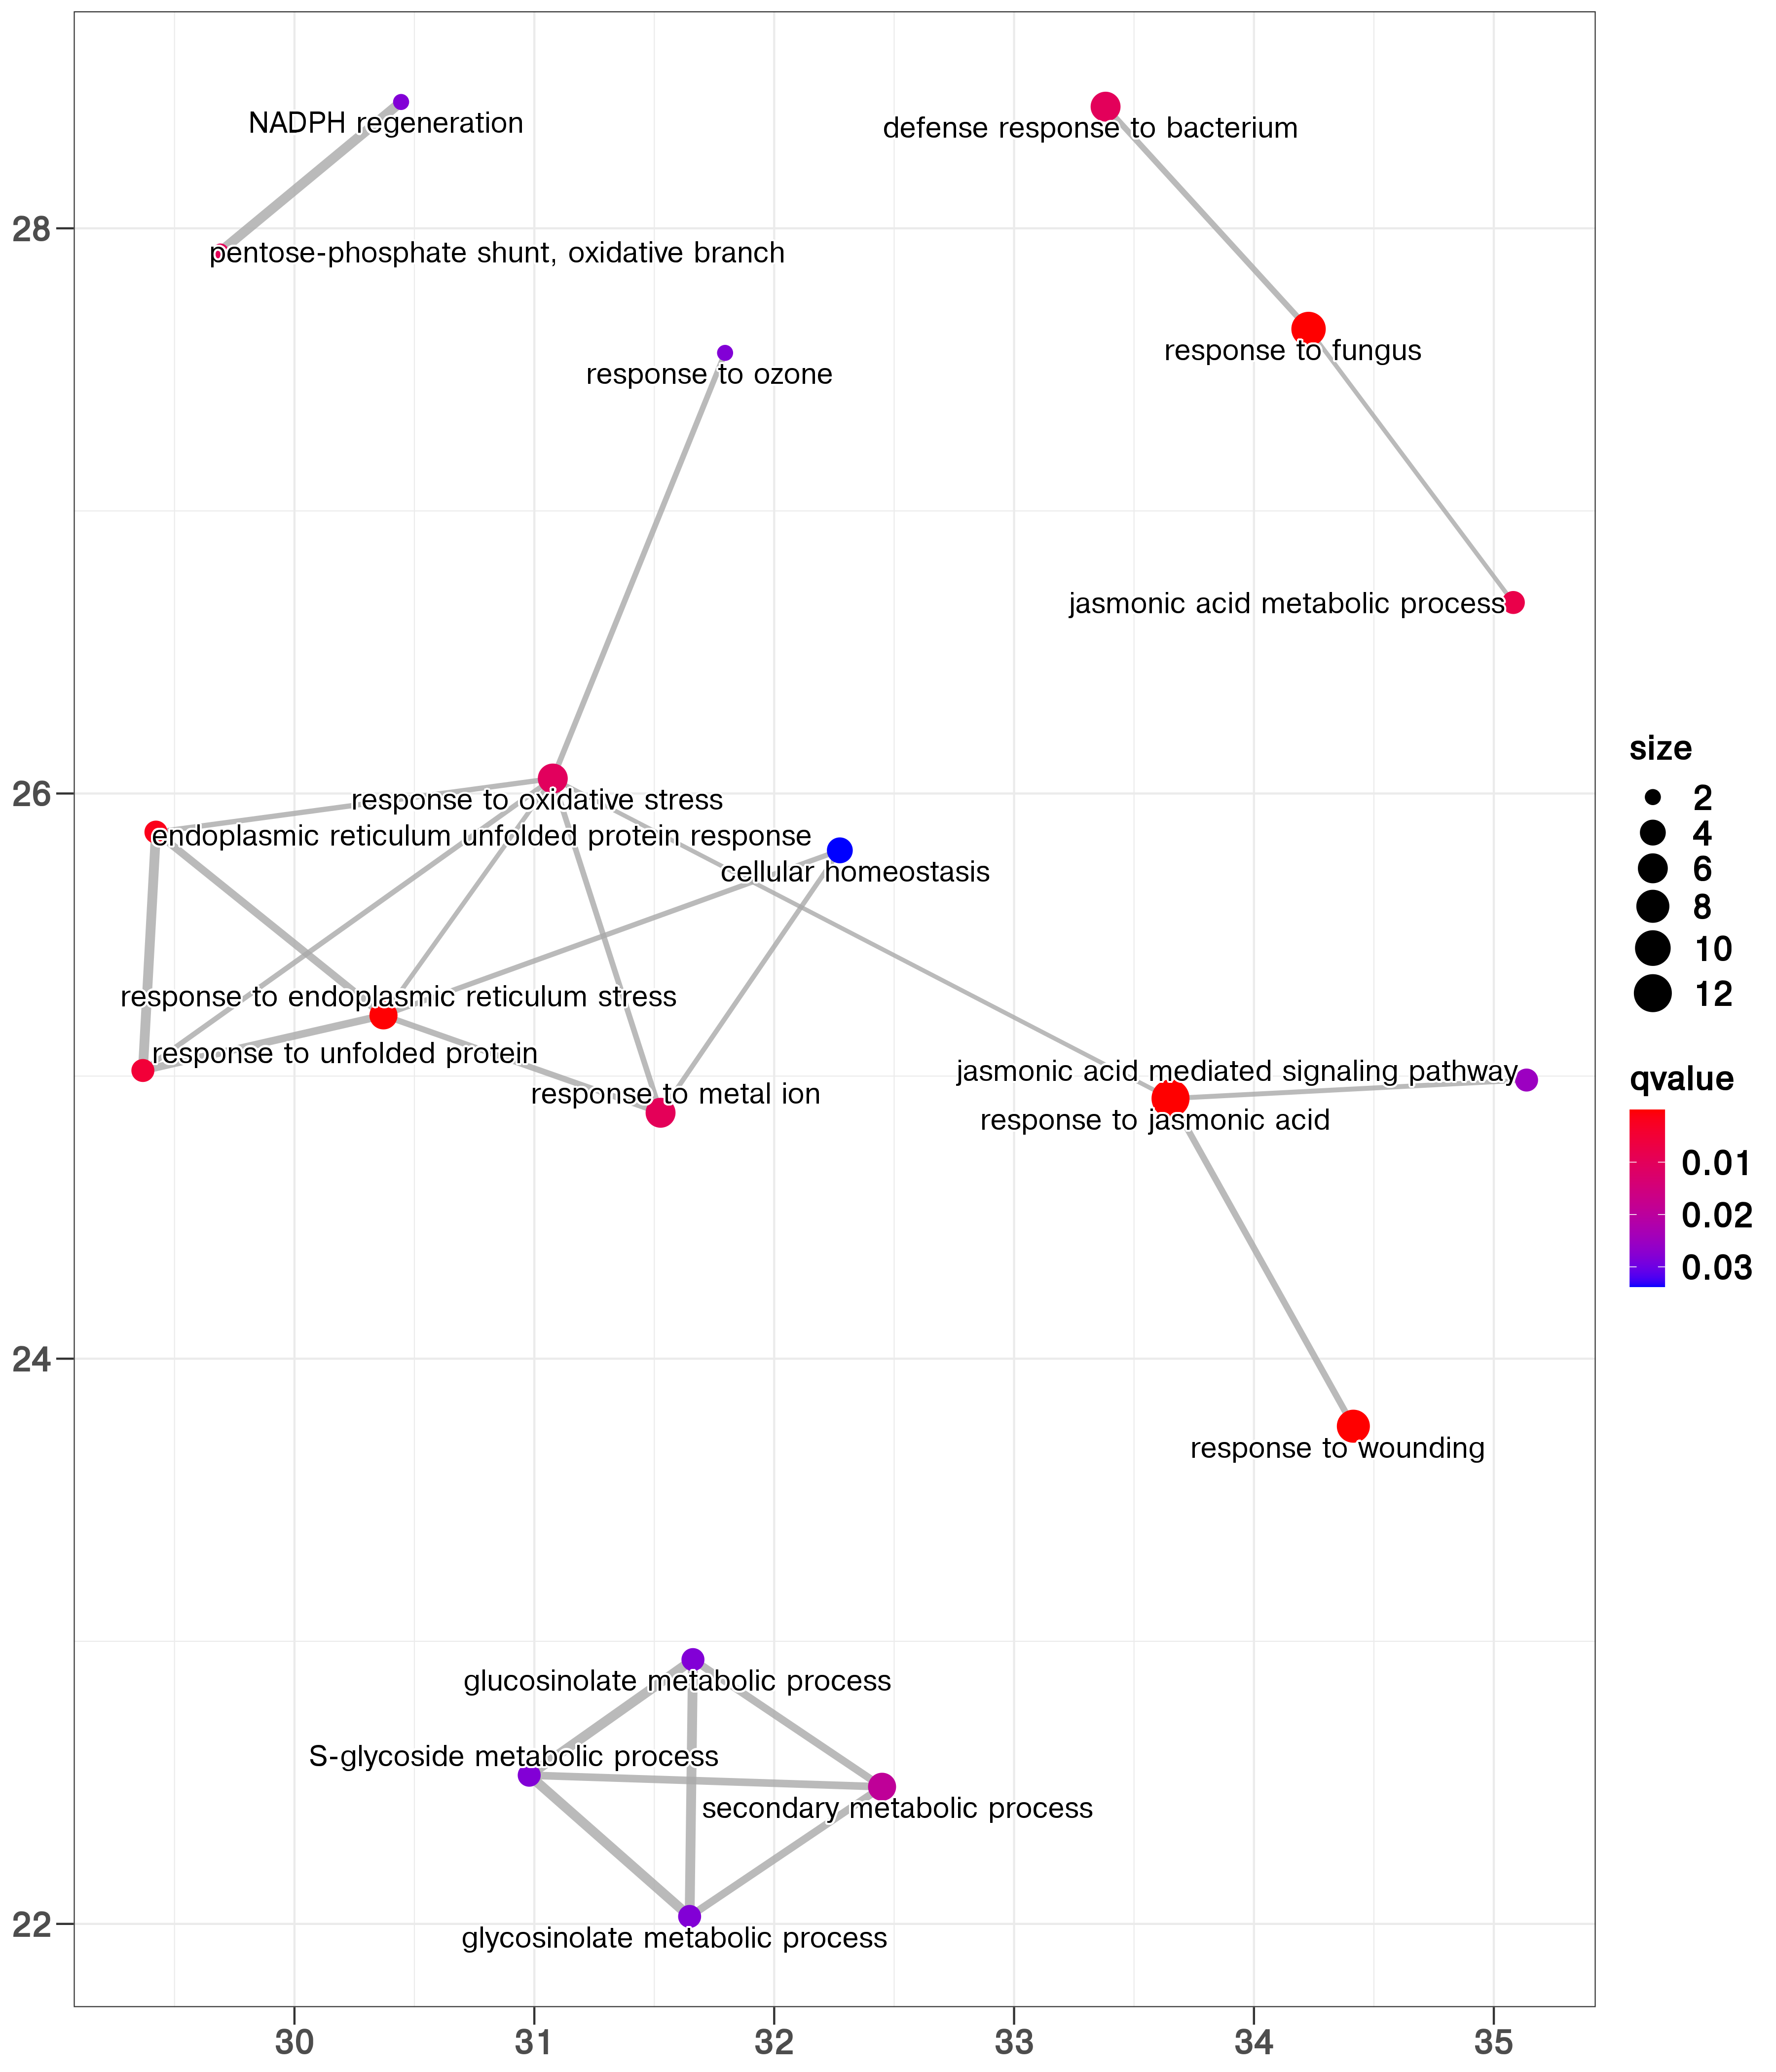 NADPH regeneration
defense response to bacterium
28
pentose-phosphate shunt, oxidative branch
response to fungus
response to ozone
jasmonic acid metabolic process
26
response to oxidative stress
endoplasmic reticulum unfolded protein response
cellular homeostasis
response to endoplasmic reticulum stress
response to unfolded protein
response to metal ion
jasmonic acid mediated signaling pathway
response to jasmonic acid
24
response to wounding
glucosinolate metabolic process
S-glycoside metabolic process
secondary metabolic process
22
glycosinolate metabolic process
30 31 32 33 34 35
size
2
4
6
8
10
12
qvalue
0.01
0.02
0.03